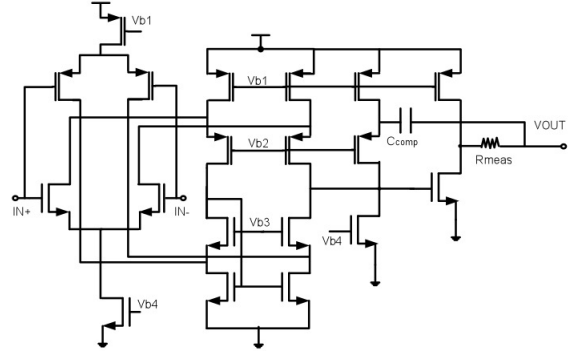 Vb1
Vb1
Vb2
Ccomp
VOUT
Rmeas
IN+
IN-
Vb3
Vb4
Vb4